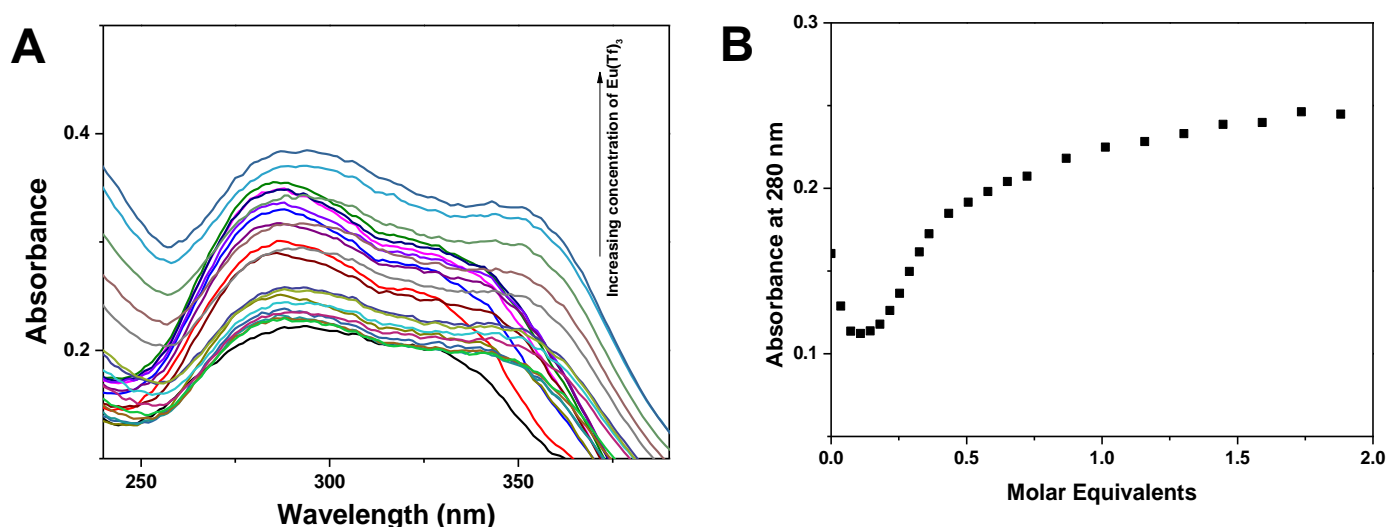 A
Absorbance
0.4
0.2
250
300
350
Wavelength (nm)
Increasing concentration of Eu(Tf)₃
B
Absorbance at 280 nm
0.3
0.2
0.1
0.0
0.5
1.0
1.5
2.0
Molar Equivalents